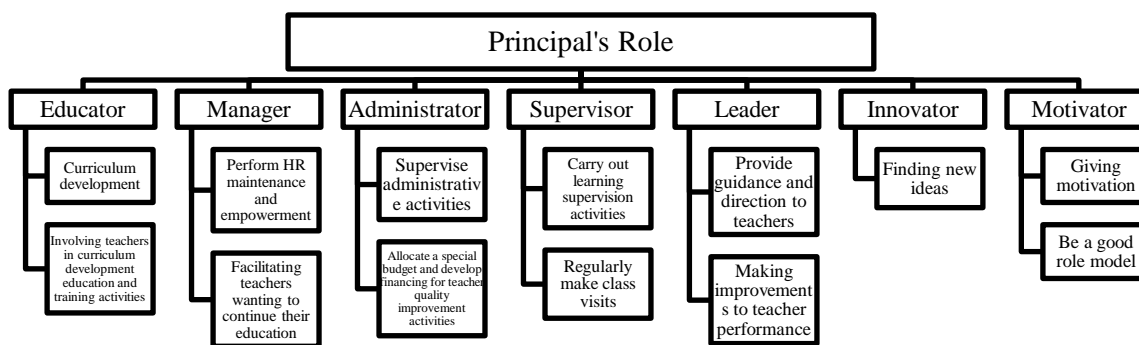 Principal's Role
Educator
Manager
Administrator
Supervisor
Leader
Innovator
Motivator
Curriculum
development
Involving teachers
in curriculum
development
education and
training activities
Perform HR
maintenance
and
empowerment
Facilitating
teachers
wanting to
continue their
education
Supervise
administrativ
e activities
Allocate a special
budget and develop
financing for teacher
quality
improvement
activities
Carry out
learning
supervision
activities
Regularly
make class
visits
Provide
guidance and
direction to
teachers
Making
improvement
s to teacher
performance
Finding new
ideas
Giving
motivation
Be a good
role model